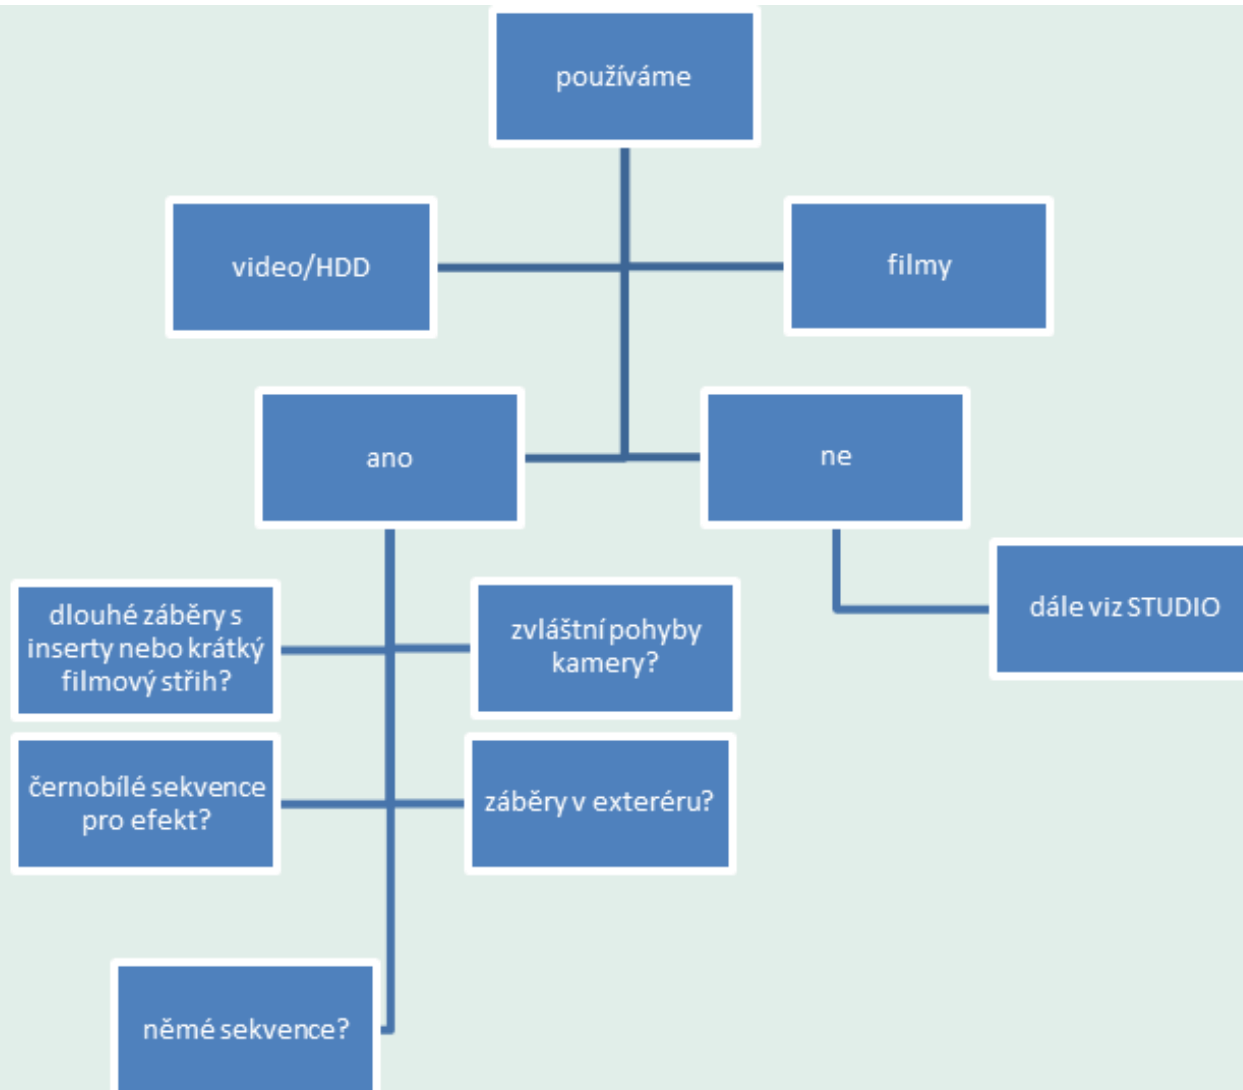 používáme
video/HDD
filmy
ano
ne
dlouhé záběry s
inserty nebo krátký
filmový střih?
zvláštní pohyby
kamery?
dále viz STUDIO
černobílé sekvence
pro efekt?
záběry v exteréru?
němé sekvence?